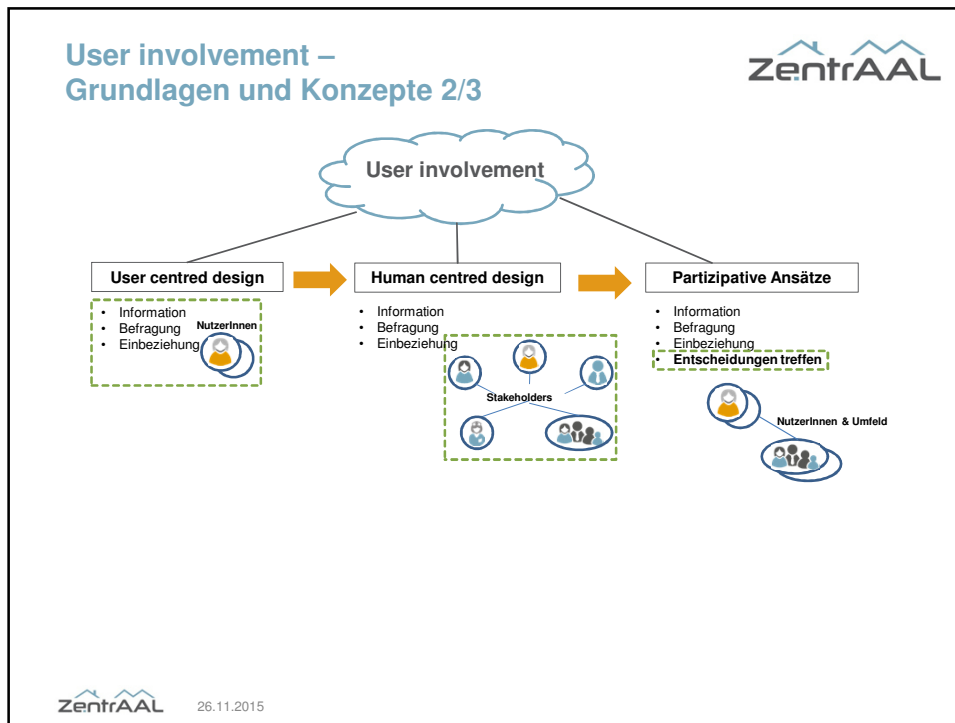 User involvement –
Grundlagen und Konzepte 2/3
ZentrAAL
User involvement
User centred design
Human centred design
Partizipative Ansätze
• Information
• Befragung
• Einbeziehung
NutzerInnen
• Information
• Befragung
• Einbeziehung
Stakeholders
• Information
• Befragung
• Einbeziehung
• Entscheidungen treffen
NutzerInnen & Umfeld
ZentrAAL
26.11.2015